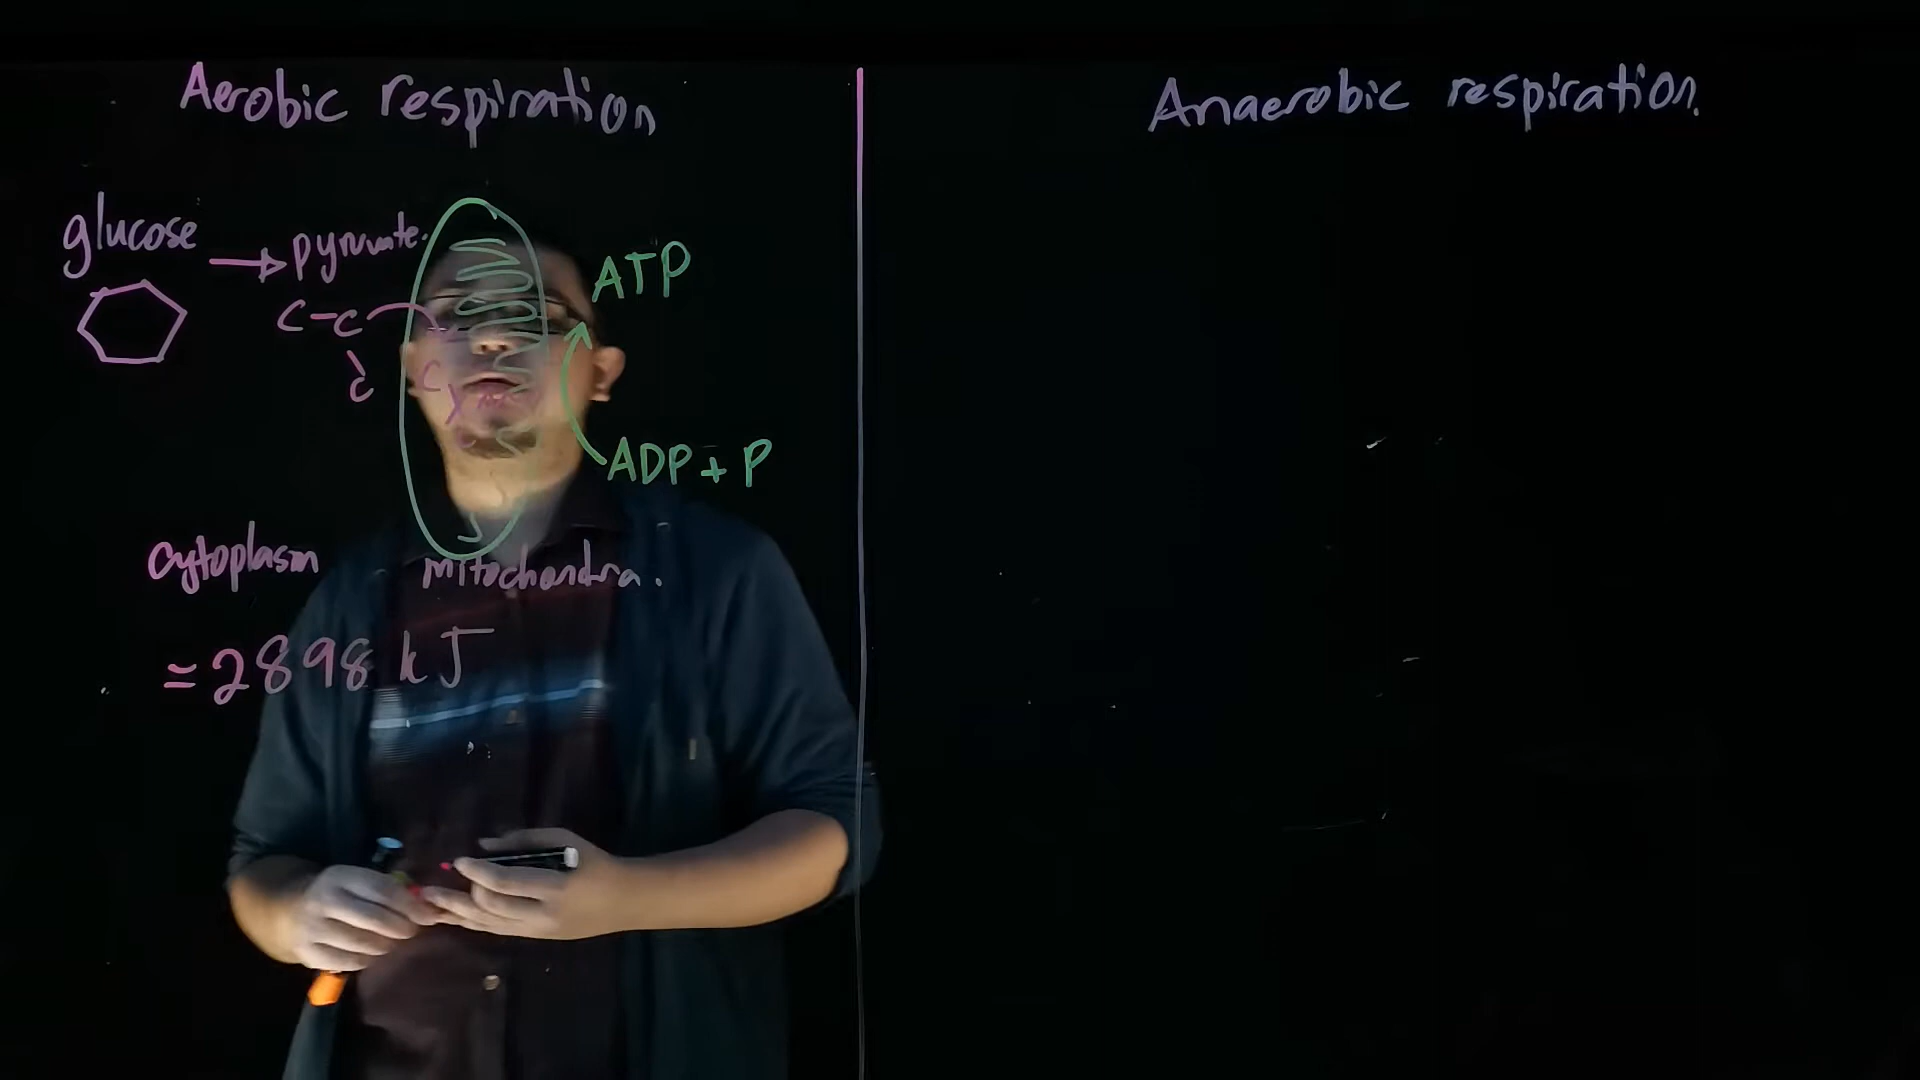 Aerobic respiration
glucose → pyruvate.
C-C
C
C
ATP
ADP + P
cytoplasm
mitochondria.
= 2898 kJ
Anaerobic respiration.